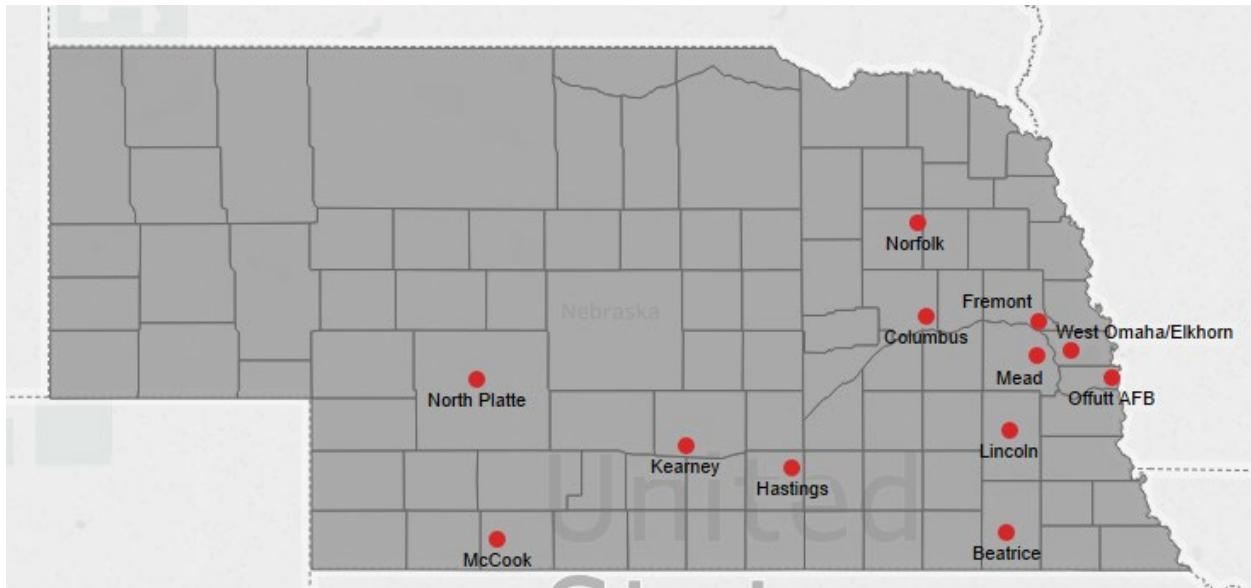 Norfolk
Fremont
Nebraska
West Omaha/Elkhorn
Columbus
Mead
North Platte
Offutt AFB
Lincoln
Kearney
Hastings
United
McCook
Beatrice